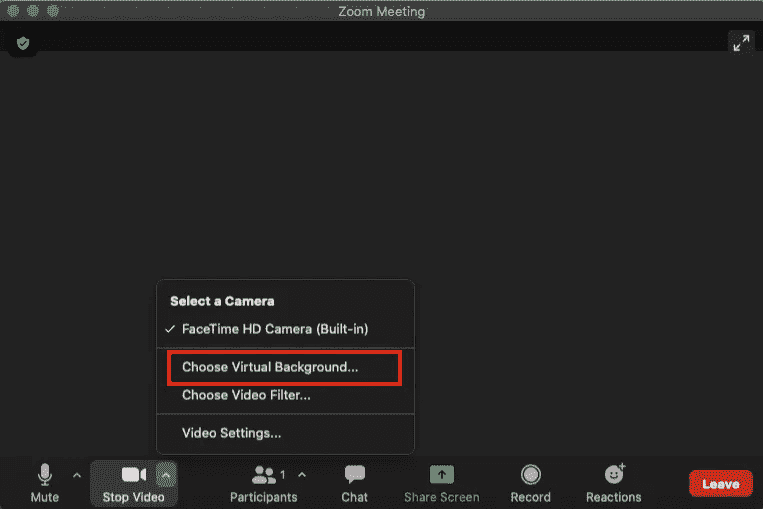 Zoom Meeting
Select a Camera
✓ FaceTime HD Camera (Built-in)
Choose Virtual Background...
Choose Video Filter...
Video Settings...
1
Mute
Stop Video
Participants
Chat
Share Screen
Record
Reactions
Leave